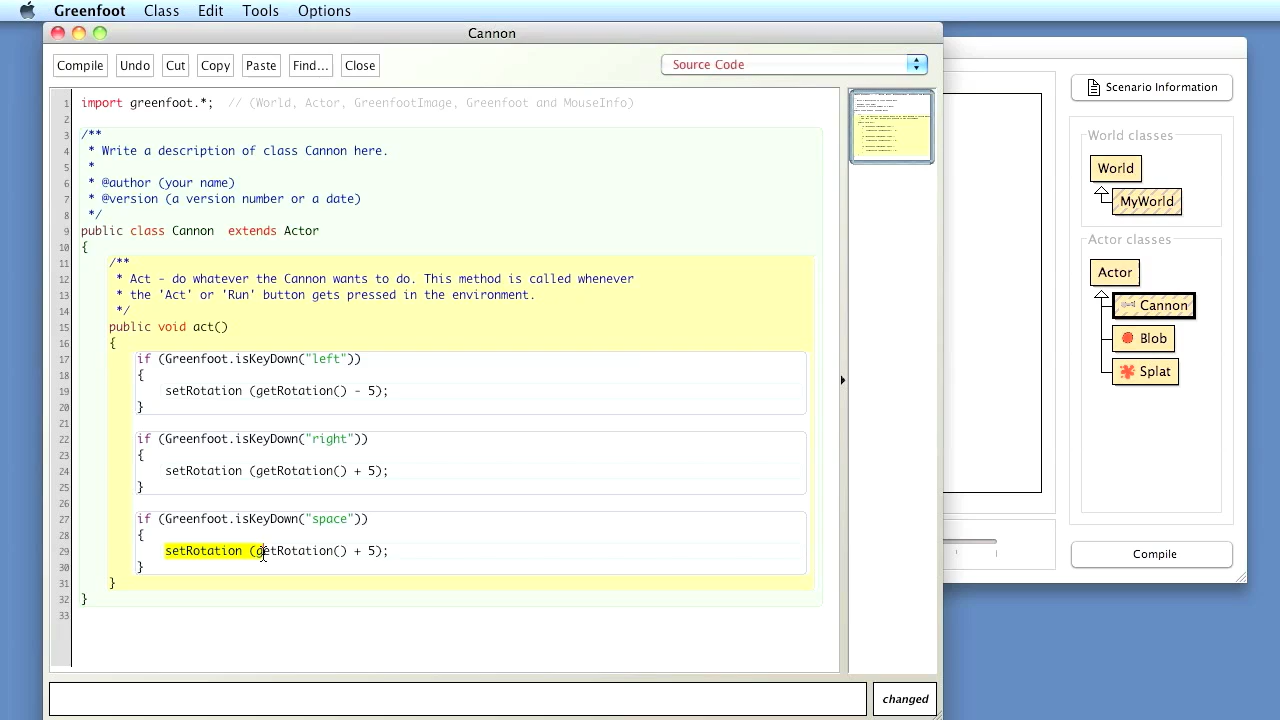 Greenfoot Class Edit Tools Options
Cannon
Compile Undo Cut Copy Paste Find... Close Source Code
1 import greenfoot.*; // (World, Actor, GreenfootImage, Greenfoot and MouseInfo)
2
3 /**
4 * Write a description of class Cannon here.
5 *
6 * @author (your name)
7 * @version (a version number or a date)
8 */
9 public class Cannon extends Actor
10 {
11 /**
12 * Act - do whatever the Cannon wants to do. This method is called whenever
13 * the 'Act' or 'Run' button gets pressed in the environment.
14 */
15 public void act()
16 {
17 if (Greenfoot.isKeyDown("left"))
18 {
19 setRotation (getRotation() - 5);
20 }
21
22 if (Greenfoot.isKeyDown("right"))
23 {
24 setRotation (getRotation() + 5);
25 }
26
27 if (Greenfoot.isKeyDown("space"))
28 {
29 setRotation (getRotation() + 5);
30 }
31 }
32 }
33
changed
Scenario Information
World classes
World
MyWorld
Actor classes
Actor
Cannon
Blob
Splat
Compile